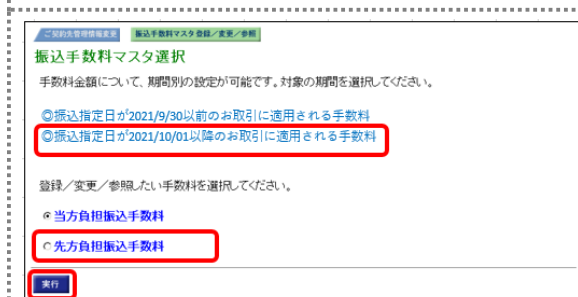 ご契約先管理情報変更 振込手数料マスタ登録／変更／参照
振込手数料マスタ選択
手数料金額について、期間別の設定が可能です。対象の期間を選択してください。
◎振込指定日が2021/9/30以前のお取引に適用される手数料
◎振込指定日が2021/10/01以降のお取引に適用される手数料
登録／変更／参照したい手数料を選択してください。
当方負担振込手数料
先方負担振込手数料
実行